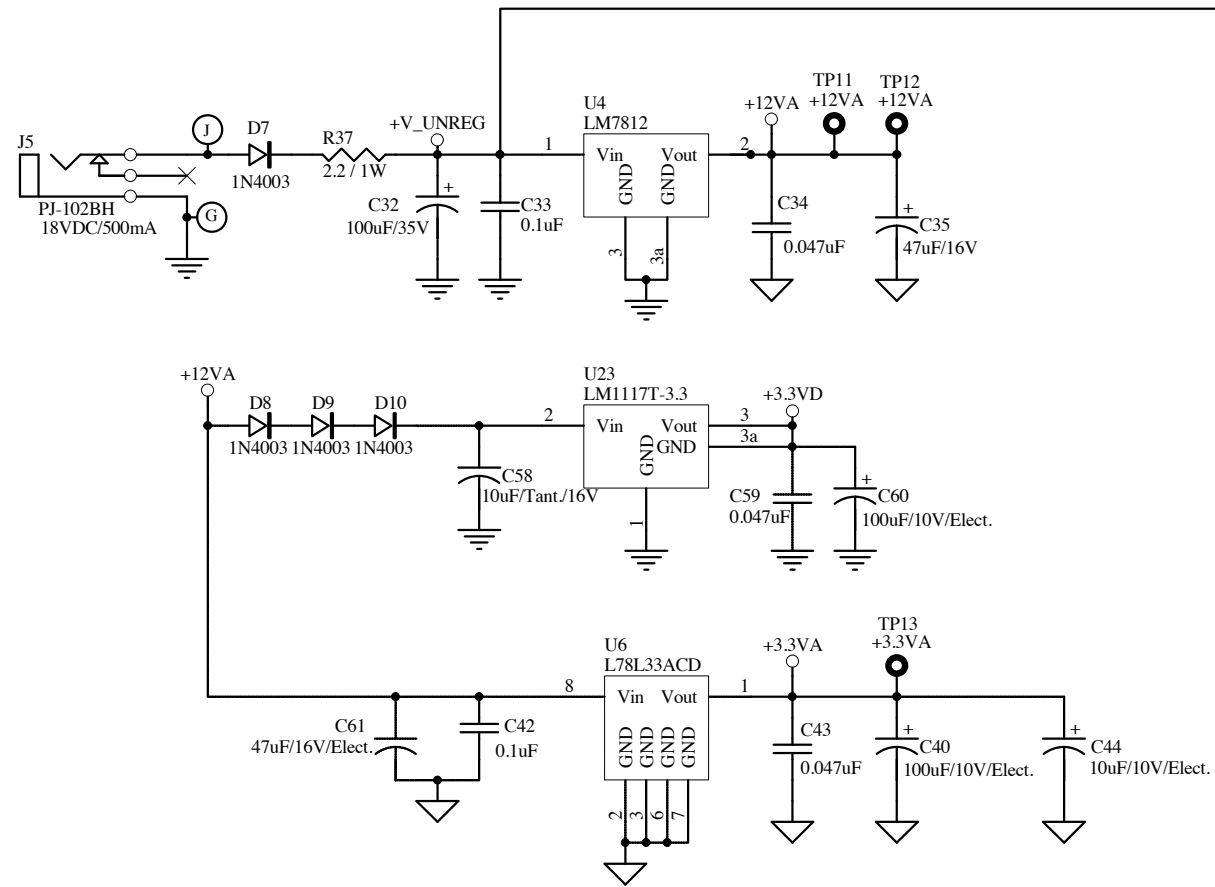 TP11
+12VA
TP12
+12VA
+12VA
U4
LM7812
J5
J
D7
1N4003
R37
2.2 / 1W
+V_UNREG
1
Vin
Vout
GND
GND
2
PJ-102BH
18VDC/500mA
G
+
C32
100uF/35V
C33
0.1uF
3
3a
C34
0.047uF
+
C35
47uF/16V
+12VA
D8
1N4003
D9
1N4003
D10
1N4003
U23
LM1117T-3.3
2
Vin
Vout
GND
GND
3
3a
1
+3.3VD
C58
10uF/Tant./16V
C59
0.047uF
+
C60
100uF/10V/Elect.
U6
L78L33ACD
8
Vin
Vout
GND
GND
GND
GND
1
2
3
6
7
+3.3VA
TP13
+3.3VA
C61
47uF/16V/Elect.
C42
0.1uF
C43
0.047uF
+
C40
100uF/10V/Elect.
+
C44
10uF/10V/Elect.